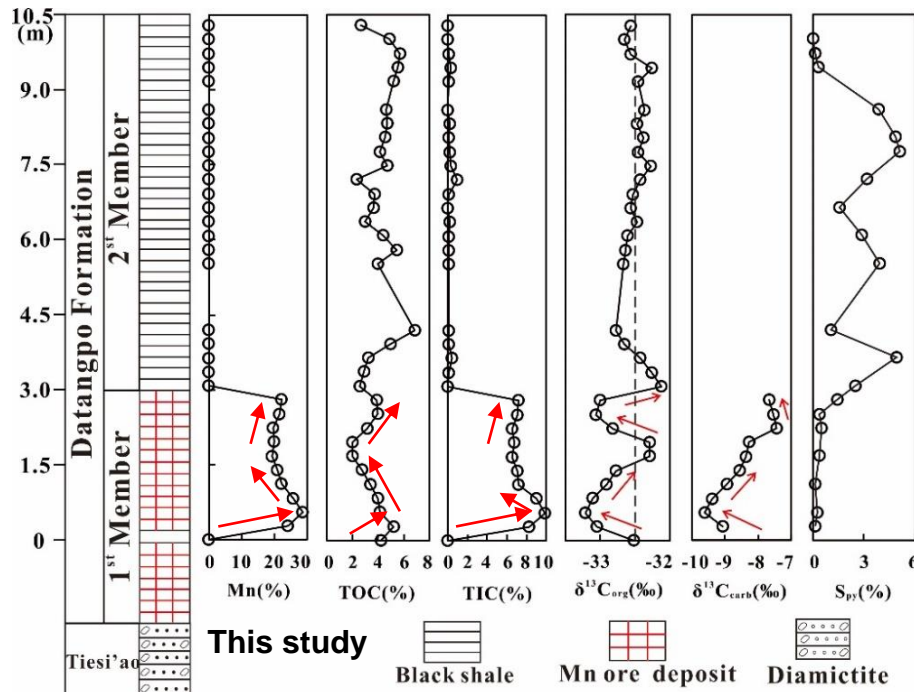 10.5
(m)
9.0
7.5
6.0
4.5
3.0
1.5
0
Datangpo Formation
2st Member
1st Member
Tiesi'ao
0 10 20 30
Mn(%)
0 2 4 6 8
TOC(%)
0 2 4 6 8 10
TIC(%)
-33 -32
δ13Corg(‰)
-10 -9 -8 -7
δ13Ccarb(‰)
0 2 4 6
Spy(%)
This study
Black shale
Mn ore deposit
Diamictite